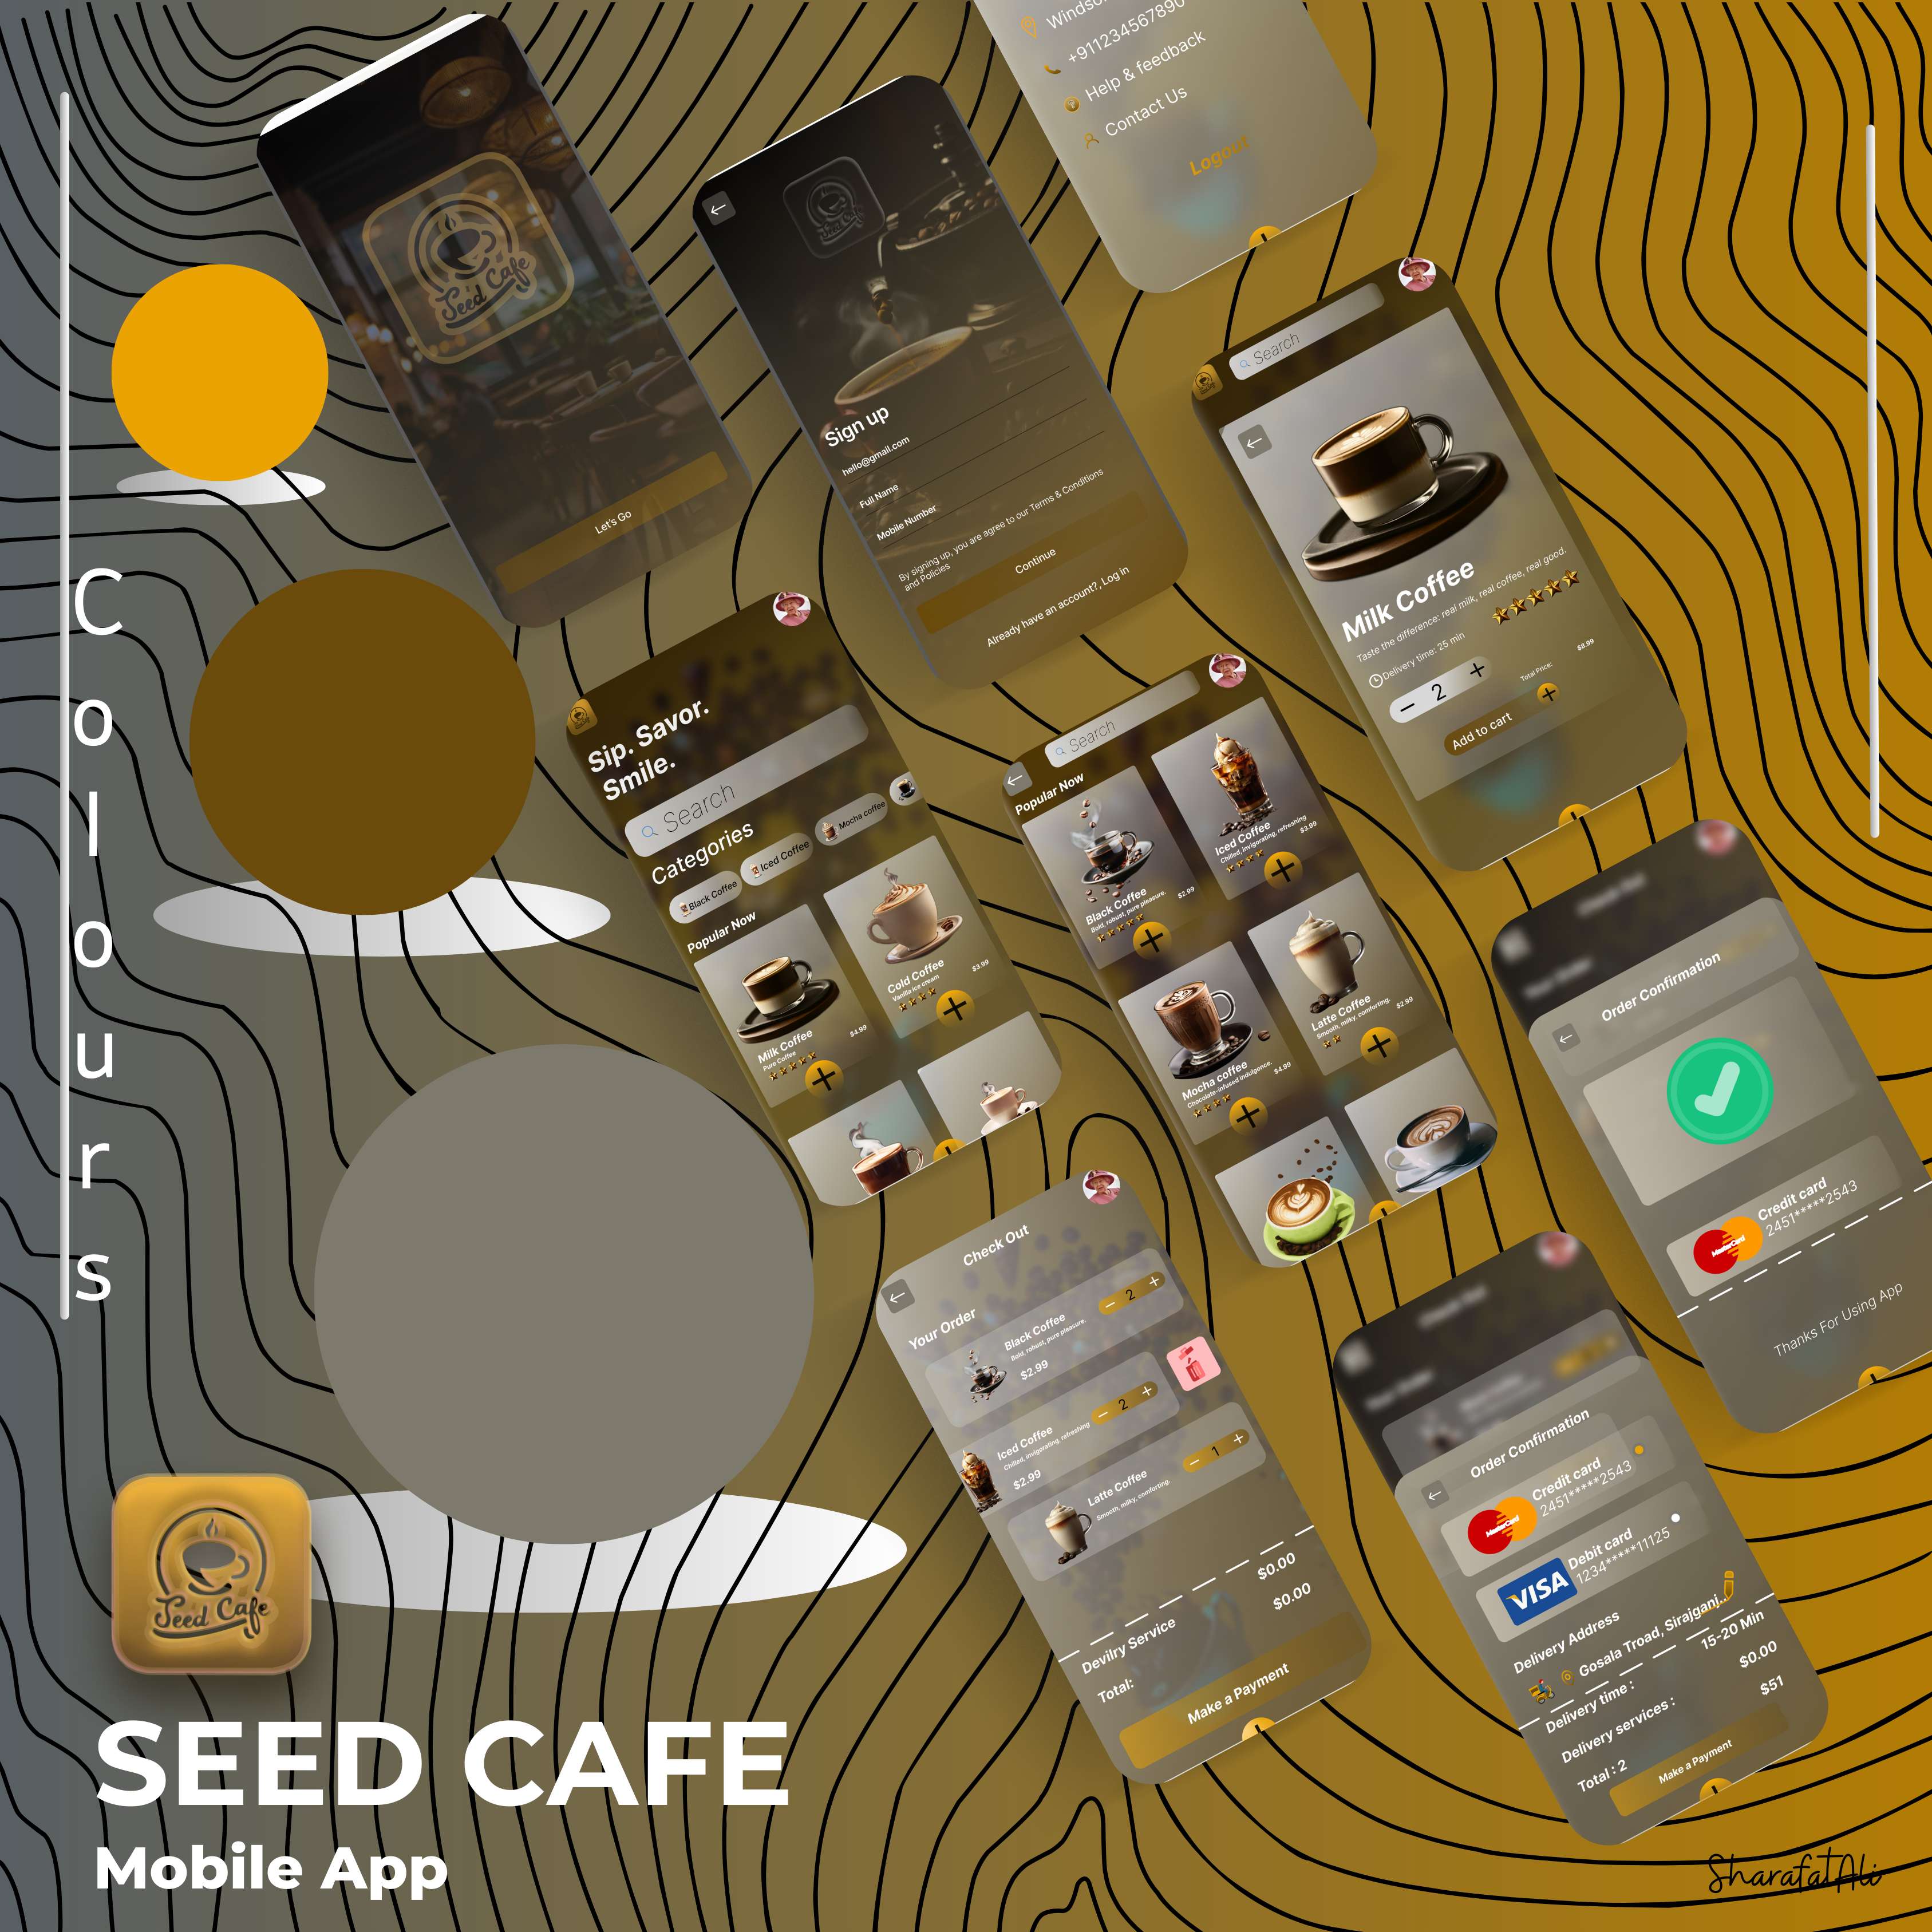 Colours
Seed Cafe
SEED CAFE
Mobile App
Seed Cafe
Let's Go
Seed Cafe
Sign up
hello@gmail.com
Full Name
Mobile Number
By signing up, you are agree to our Terms & Conditions
and Policies
Continue
Already have an account?, Log in
+911234567890
Help & feedback
Contact Us
Logout
Search
Milk Coffee
Taste the difference: real milk, real coffee, real good.
Delivery time: 25 min
2
Total Price:
$8.99
Add to cart
Sip. Savor.
Smile.
Search
Categories
Black Coffee
Iced Coffee
Mocha coffee
Popular Now
Milk Coffee
Pure Coffee
$4.99
Cold Coffee
Vanilla ice cream
$3.99
Search
Popular Now
Black Coffee
Bold, robust, pure pleasure.
$2.99
Iced Coffee
Chilled, invigorating, refreshing
$3.99
Mocha coffee
Chocolate-infused indulgence.
$4.99
Latte Coffee
Smooth, milky, comforting.
$2.99
Check Out
Your Order
Black Coffee
Bold, robust, pure pleasure.
$2.99
2
Iced Coffee
Chilled, invigorating, refreshing
$2.99
2
Latte Coffee
Smooth, milky, comforting.
1
Devilry Service
$0.00
Total:
$0.00
Make a Payment
Order Confirmation
Credit card
2451*****2543
MasterCard
Thanks For Using App
Order Confirmation
Credit card
2451*****2543
MasterCard
Debit card
1234*****11125
VISA
Delivery Address
Gosala Troad, Sirajganj..
Delivery time :
15-20 Min
Delivery services :
$0.00
Total : 2
$51
Make a Payment
Sharafat Ali